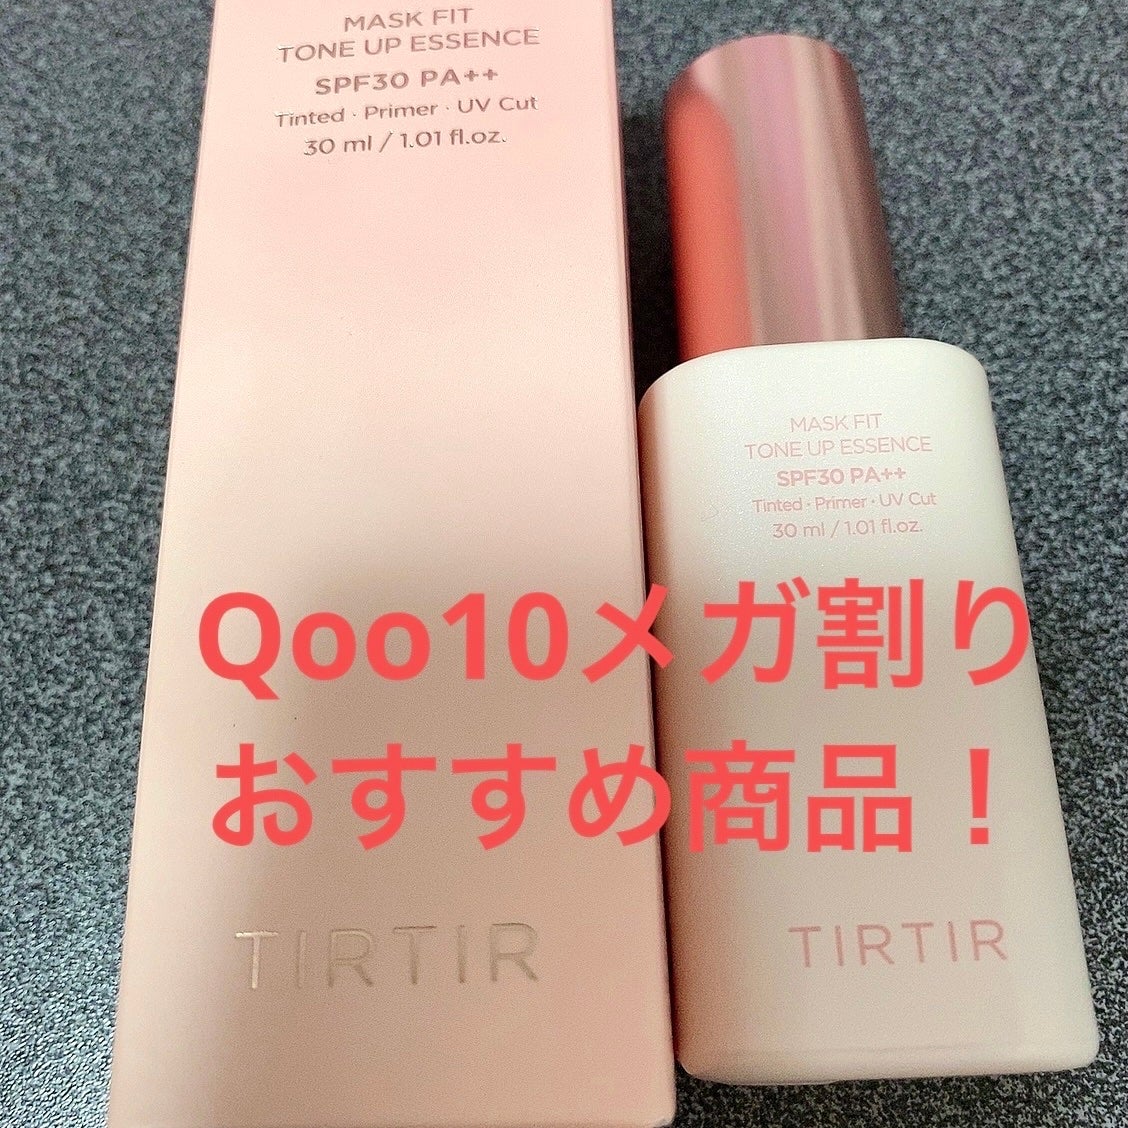 MASK FIT
TONE UP ESSENCE
SPF30 PA++
Tinted · Primer · UV Cut
30 ml / 1.01 fl.oz.
MASK FIT
TONE UP ESSENCE
SPF30 PA++
Tinted · Primer · UV Cut
30 ml / 1.01 fl.oz.
Qoo10メガ割り
おすすめ商品！
TIRTIR
TIRTIR